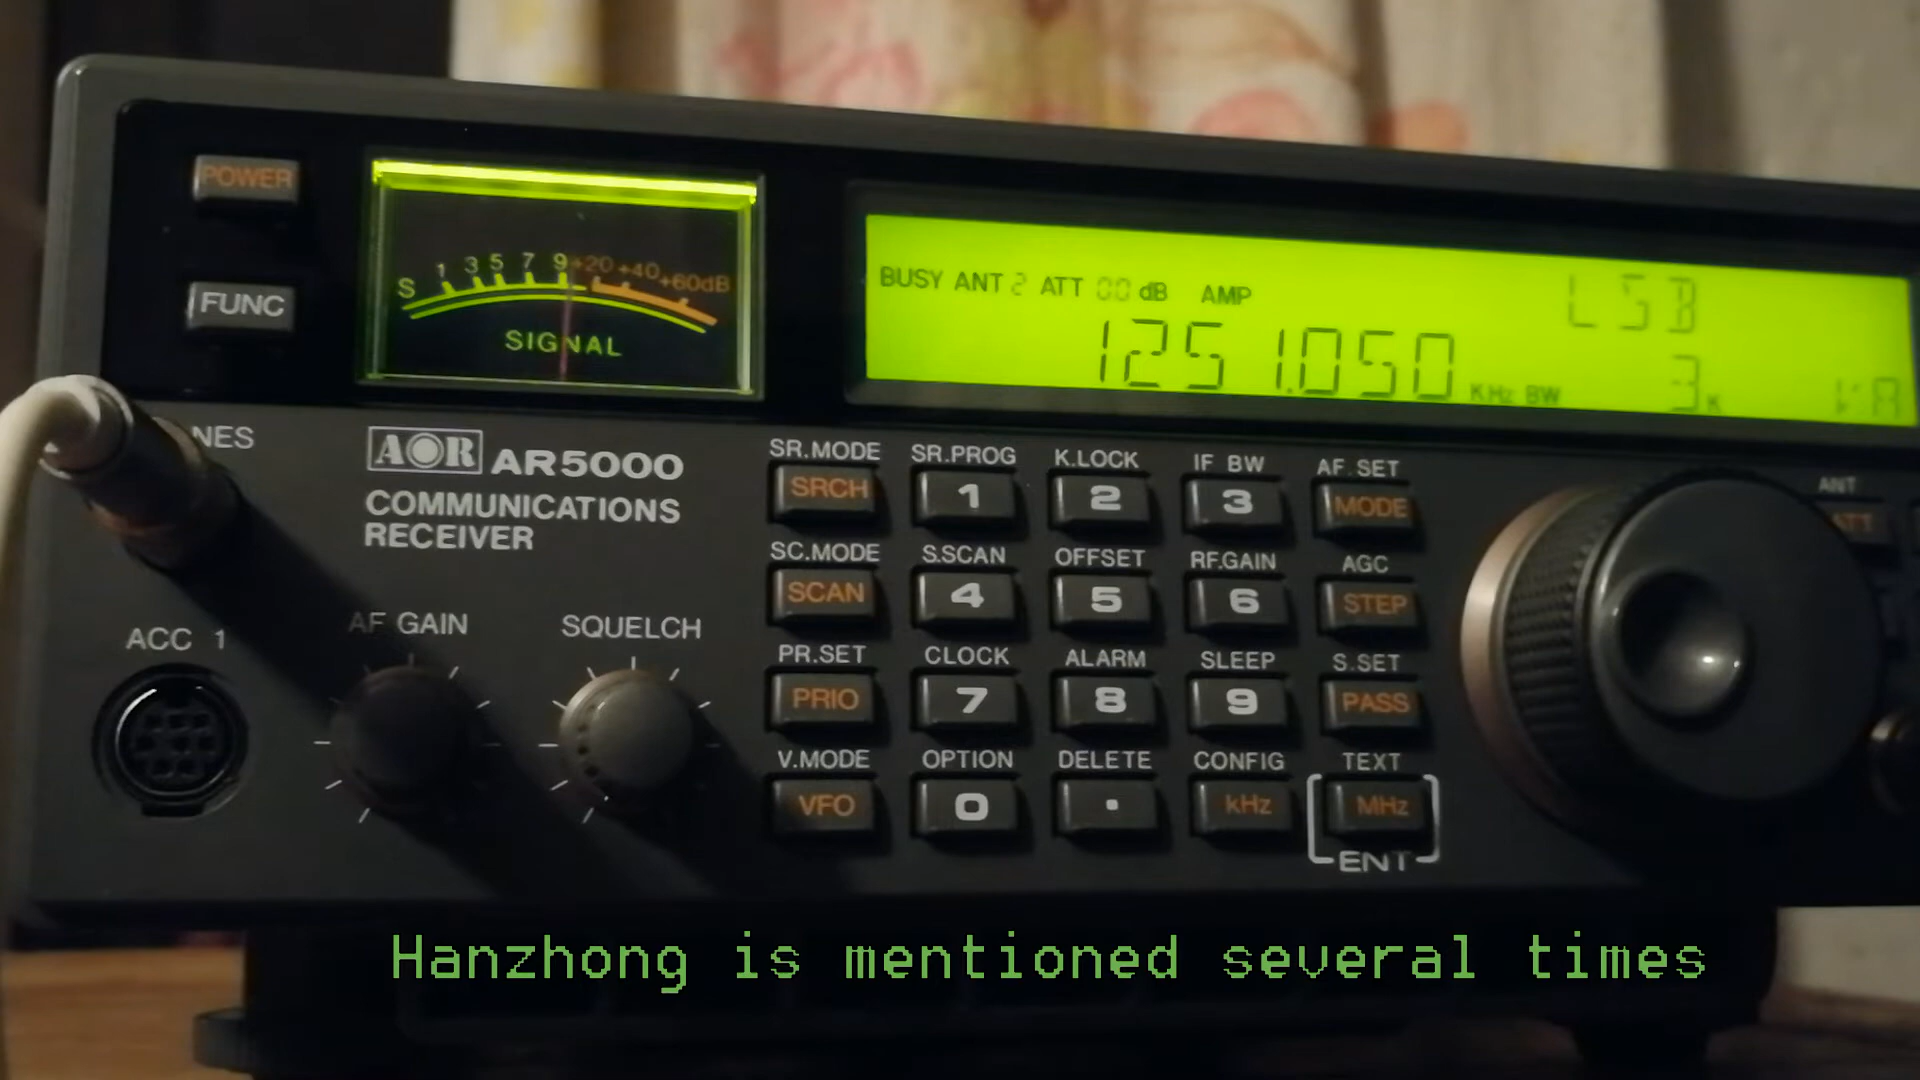 POWER
FUNC
S 1 3 5 7 9 +20 +40 +60dB
SIGNAL
BUSY ANT 2 ATT 00 dB AMP LSB
1251.050 KHz BW 3K
NES
AOR AR5000
COMMUNICATIONS
RECEIVER
ACC 1
AF GAIN
SQUELCH
SR.MODE SR.PROG K.LOCK IF BW AF.SET
SRCH 1 2 3 MODE
SC.MODE S.SCAN OFFSET RF.GAIN AGC
SCAN 4 5 6 STEP
PR.SET CLOCK ALARM SLEEP S.SET
PRIO 7 8 9 PASS
V.MODE OPTION DELETE CONFIG TEXT
VFO 0 . kHz MHz
ENT
ANT
ATT
Hanzhong is mentioned several times